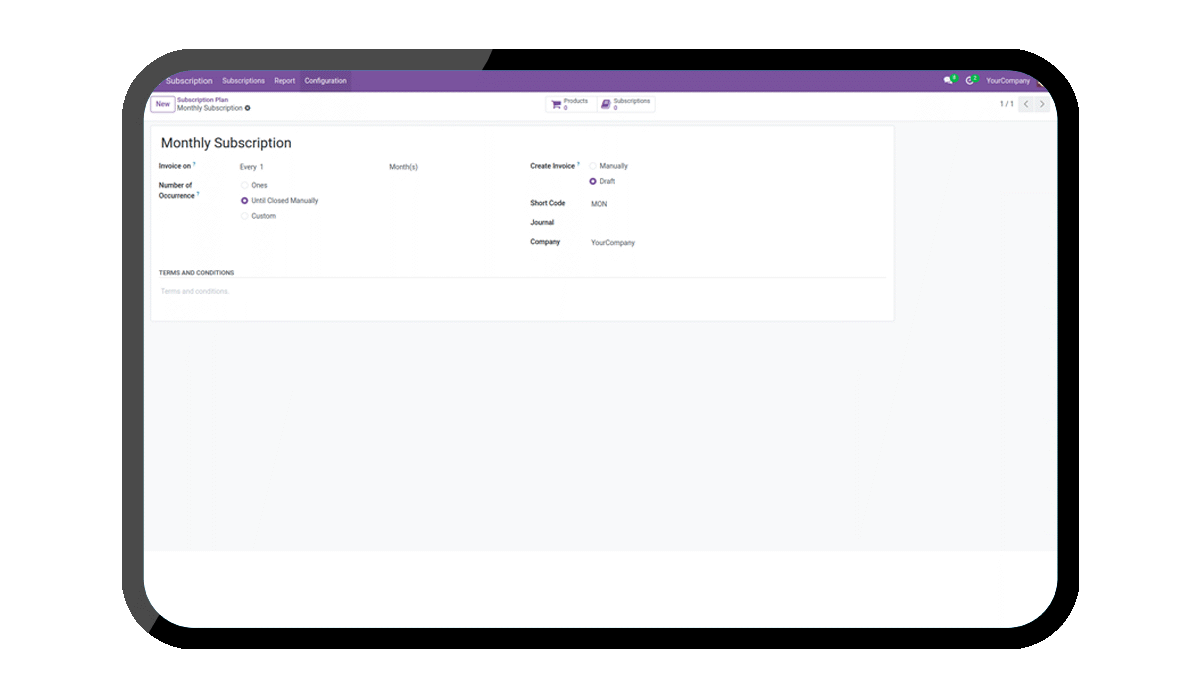 Subscription Subscriptions Report Configuration 4 2 YourCompany
New Subscription Plan Products Subscriptions 1 / 1
Monthly Subscription 0 0
Monthly Subscription
Invoice on ? Every 1 Month(s) Create Invoice ? Manually
Number of Ones Draft
Occurrence ? Until Closed Manually Short Code MON
Custom
Journal
Company YourCompany
TERMS AND CONDITIONS
Terms and conditions.